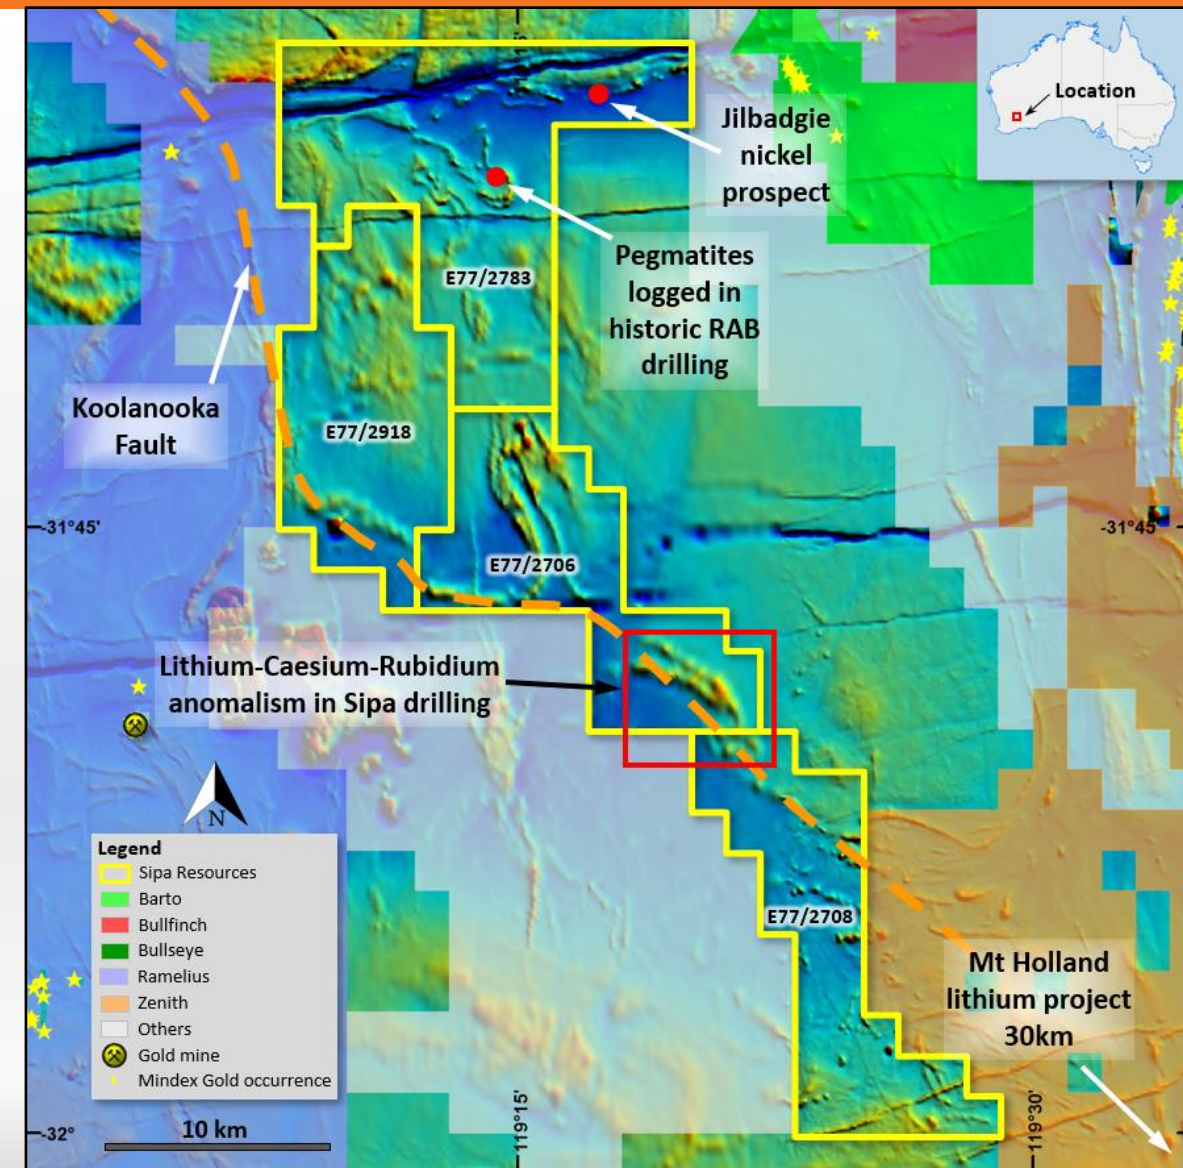 Location
Jilbadgie
nickel
prospect
Pegmatites
logged in
historic RAB
drilling
E77/2783
Koolanooka
Fault
E77/2918
-31°45'
-31°45'
E77/2706
Lithium-Caesium-Rubidium
anomalism in Sipa drilling
N
Legend
Sipa Resources
Barto
Bullfinch
Bullseye
Ramelius
Zenith
Others
Gold mine
Mindex Gold occurrence
E77/2708
Mt Holland
lithium project
30km
-32°
10 km
119°15'
119°30'